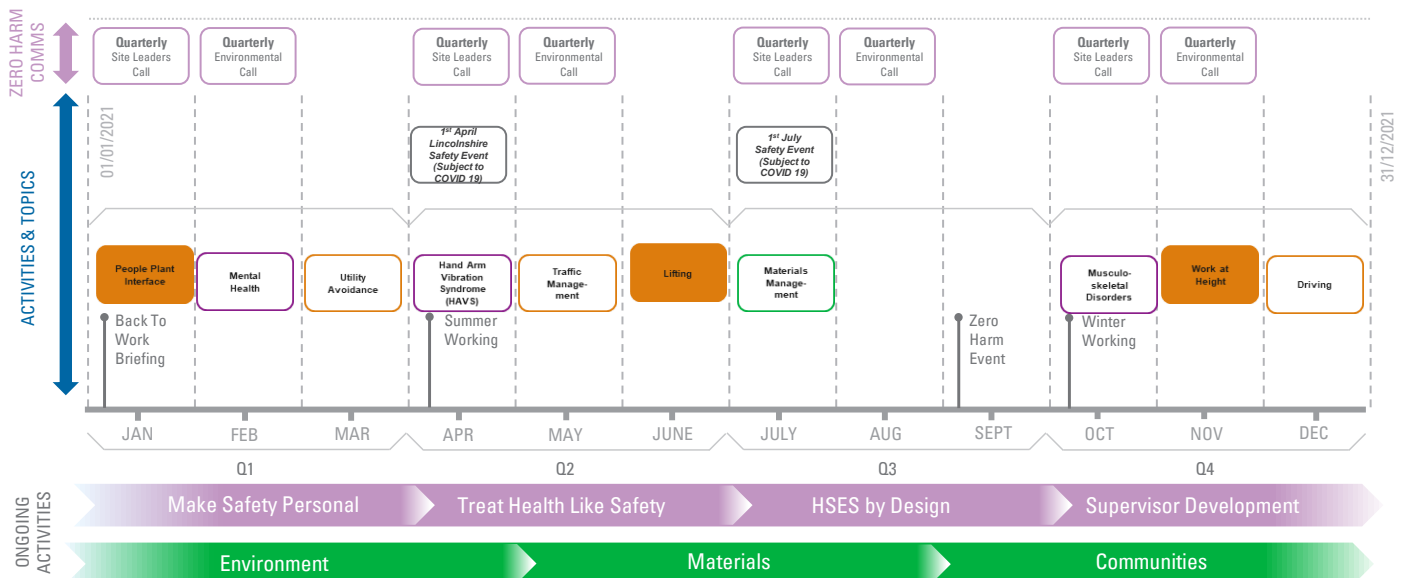 ZERO HARM
COMMS
Quarterly
Site Leaders
Call
Quarterly
Environmental
Call
Quarterly
Site Leaders
Call
Quarterly
Environmental
Call
Quarterly
Site Leaders
Call
Quarterly
Environmental
Call
Quarterly
Site Leaders
Call
Quarterly
Environmental
Call
ACTIVITIES & TOPICS
01/01/2021
1st April
Lincolnshire
Safety Event
(Subject to
COVID 19)
1st July
Safety Event
(Subject to
COVID 19)
31/12/2021
People Plant
Interface
Mental
Health
Utility
Avoidance
Hand Arm
Vibration
Syndrome
(HAVS)
Traffic
Manage-
ment
Lifting
Materials
Manage-
ment
Musculo-
skeletal
Disorders
Work at
Height
Driving
Back To
Work
Briefing
Summer
Working
Zero
Harm
Event
Winter
Working
JAN
FEB
MAR
APR
MAY
JUNE
JULY
AUG
SEPT
OCT
NOV
DEC
Q1
Q2
Q3
Q4
ONGOING
ACTIVITIES
Make Safety Personal
Treat Health Like Safety
HSES by Design
Supervisor Development
Environment
Materials
Communities